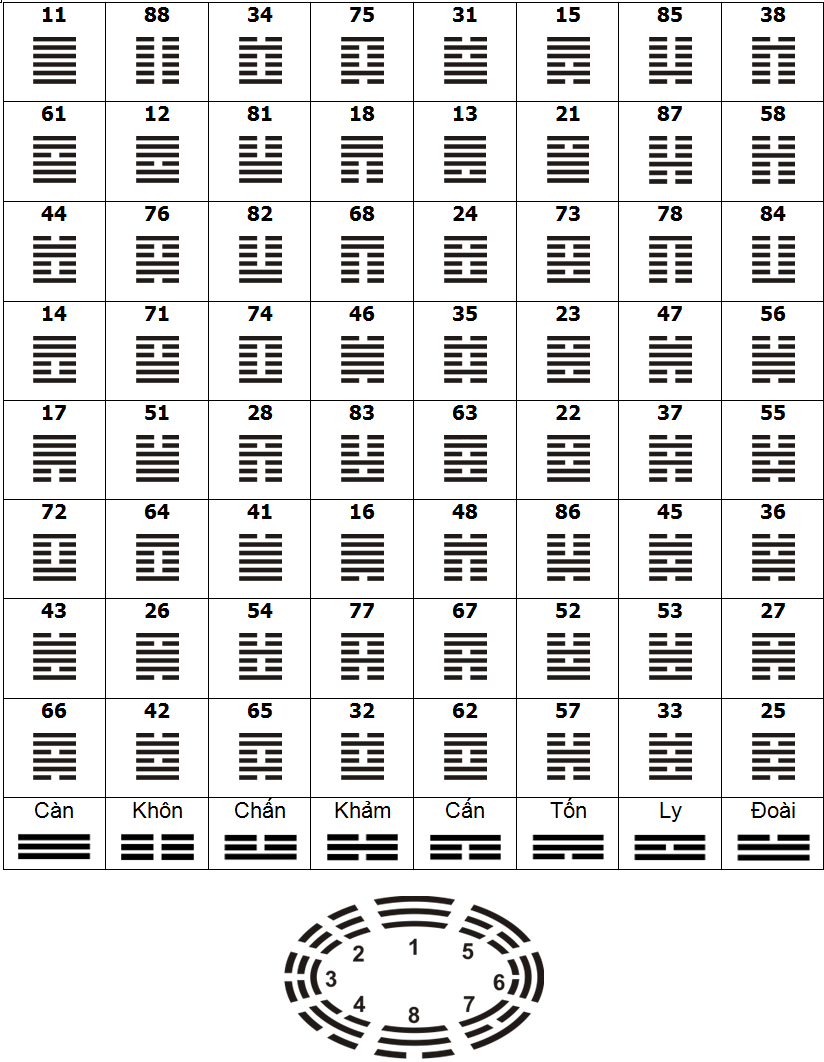 11 88 34 75 31 15 85 38
61 12 81 18 13 21 87 58
44 76 82 68 24 73 78 84
14 71 74 46 35 23 47 56
17 51 28 83 63 22 37 55
72 64 41 16 48 86 45 36
43 26 54 77 67 52 53 27
66 42 65 32 62 57 33 25
Càn Khôn Chấn Khảm Cấn Tốn Ly Đoài
1
2 5
3 6
4 7
8